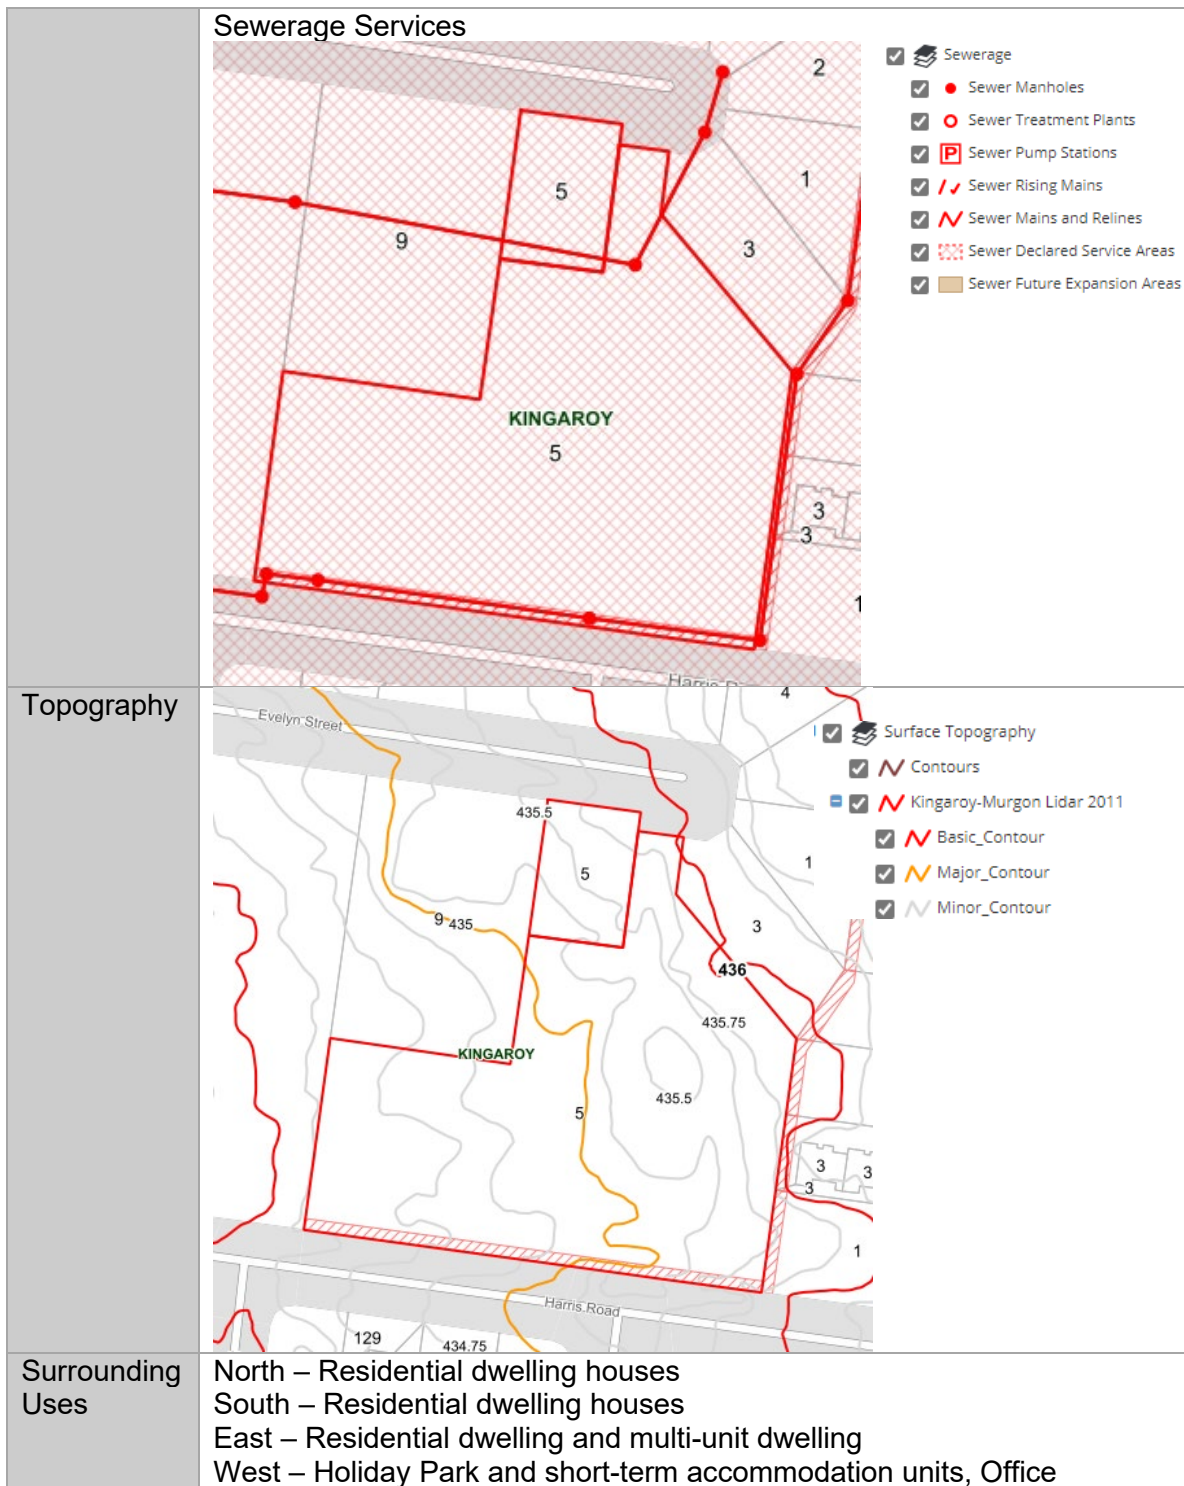 Sewerage Services
Sewerage
Sewer Manholes
Sewer Treatment Plants
P Sewer Pump Stations
Sewer Rising Mains
Sewer Mains and Relines
Sewer Declared Service Areas
Sewer Future Expansion Areas
2
1
5
9
3
KINGAROY
5
3
3
1
Topography
4
Evelyn Street
Surface Topography
Contours
Kingaroy-Murgon Lidar 2011
Basic_Contour
Major_Contour
Minor_Contour
435.5
5
1
9 435
3
436
435.75
KINGAROY
435.5
5
3 3
3
1
Harris Road
129
434.75
Surrounding Uses
North – Residential dwelling houses
South – Residential dwelling houses
East – Residential dwelling and multi-unit dwelling
West – Holiday Park and short-term accommodation units, Office